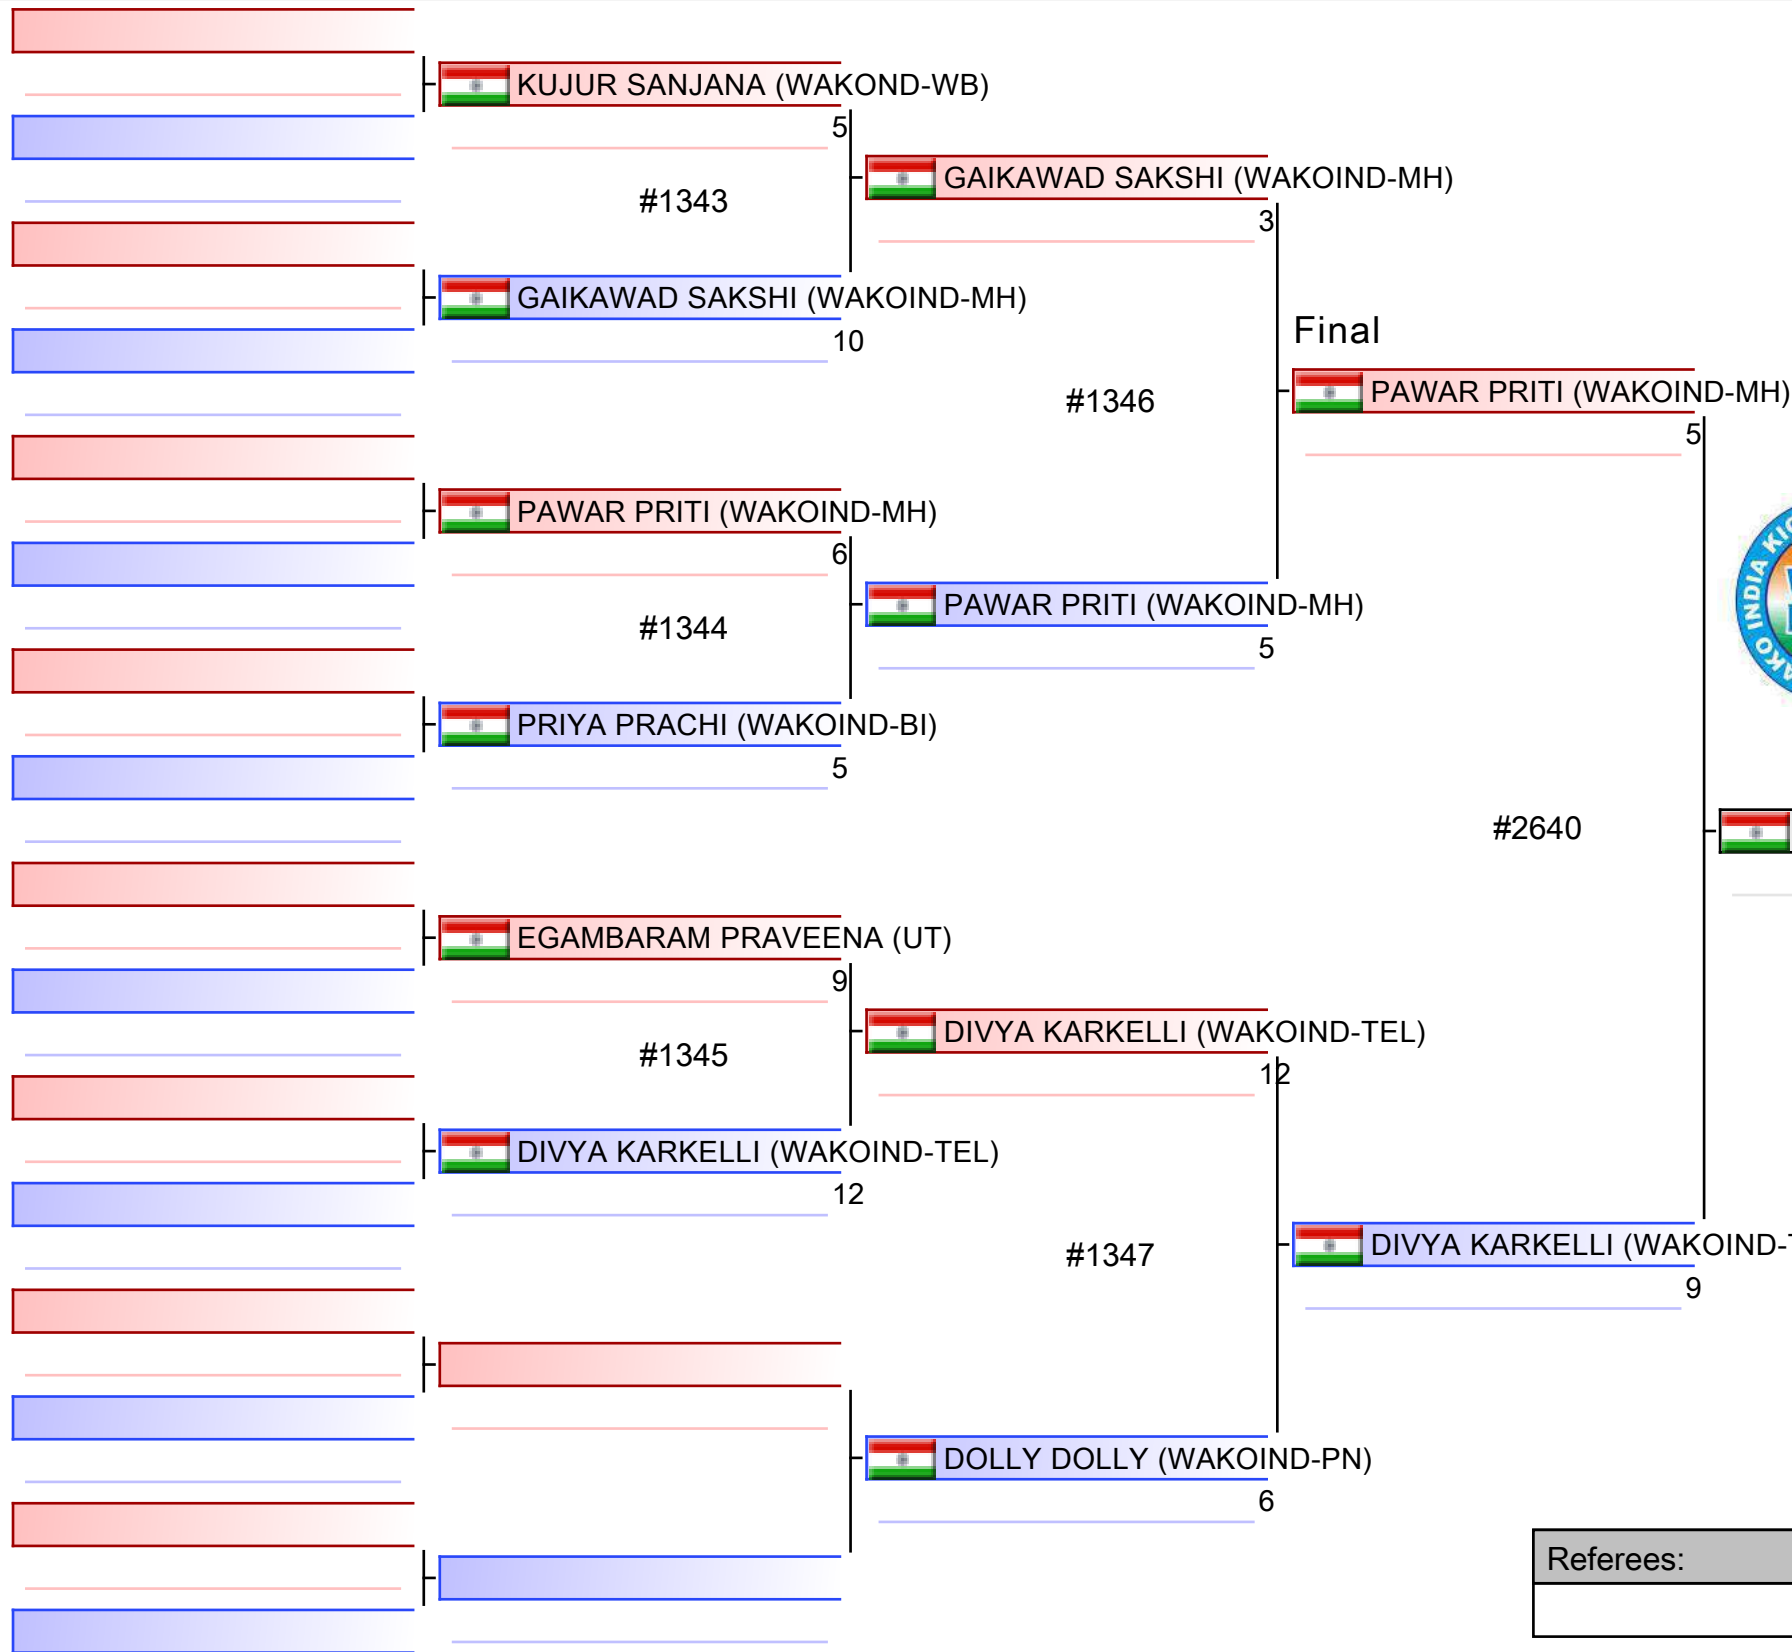 KUJUR SANJANA (WAKOND-WB)
5
GAIKAWAD SAKSHI (WAKOIND-MH)
#1343
3
GAIKAWAD SAKSHI (WAKOIND-MH)
10
Final
PAWAR PRITI (WAKOIND-MH)
#1346
5
PAWAR PRITI (WAKOIND-MH)
6
PAWAR PRITI (WAKOIND-MH)
#1344
5
PRIYA PRACHI (WAKOIND-BI)
5
#2640
EGAMBARAM PRAVEENA (UT)
9
DIVYA KARKELLI (WAKOIND-TEL)
#1345
12
DIVYA KARKELLI (WAKOIND-TEL)
12
#1347
DIVYA KARKELLI (WAKOIND-
9
DOLLY DOLLY (WAKOIND-PN)
6
Referees:
INDIA